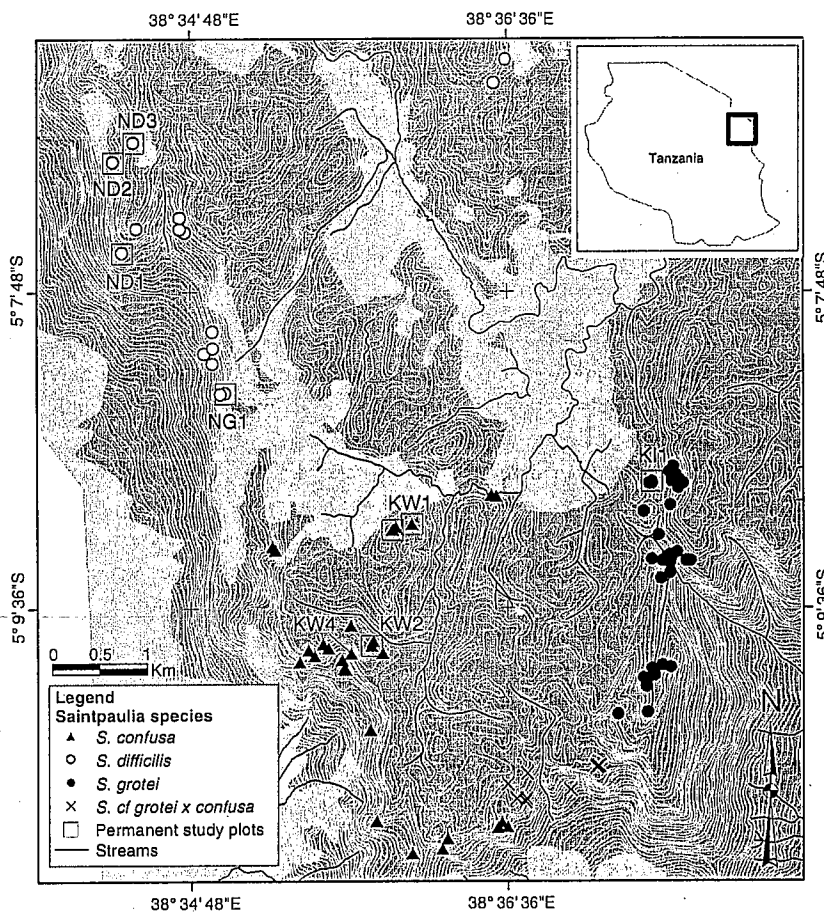 38° 34' 48"E
38° 36' 36"E
ND3
ND2
Tanzania
ND1
5° 7' 48"S
5° 7' 48"S
NG1
KI1
KW1
5° 9' 36"S
5° 9' 36"S
KW4
KW2
0 0.5 1
Km
Legend
Saintpaulia species
S. confusa
S. difficilis
S. grotei
S. cf grotei x confusa
Permanent study plots
Streams
N
38° 34' 48"E
38° 36' 36"E